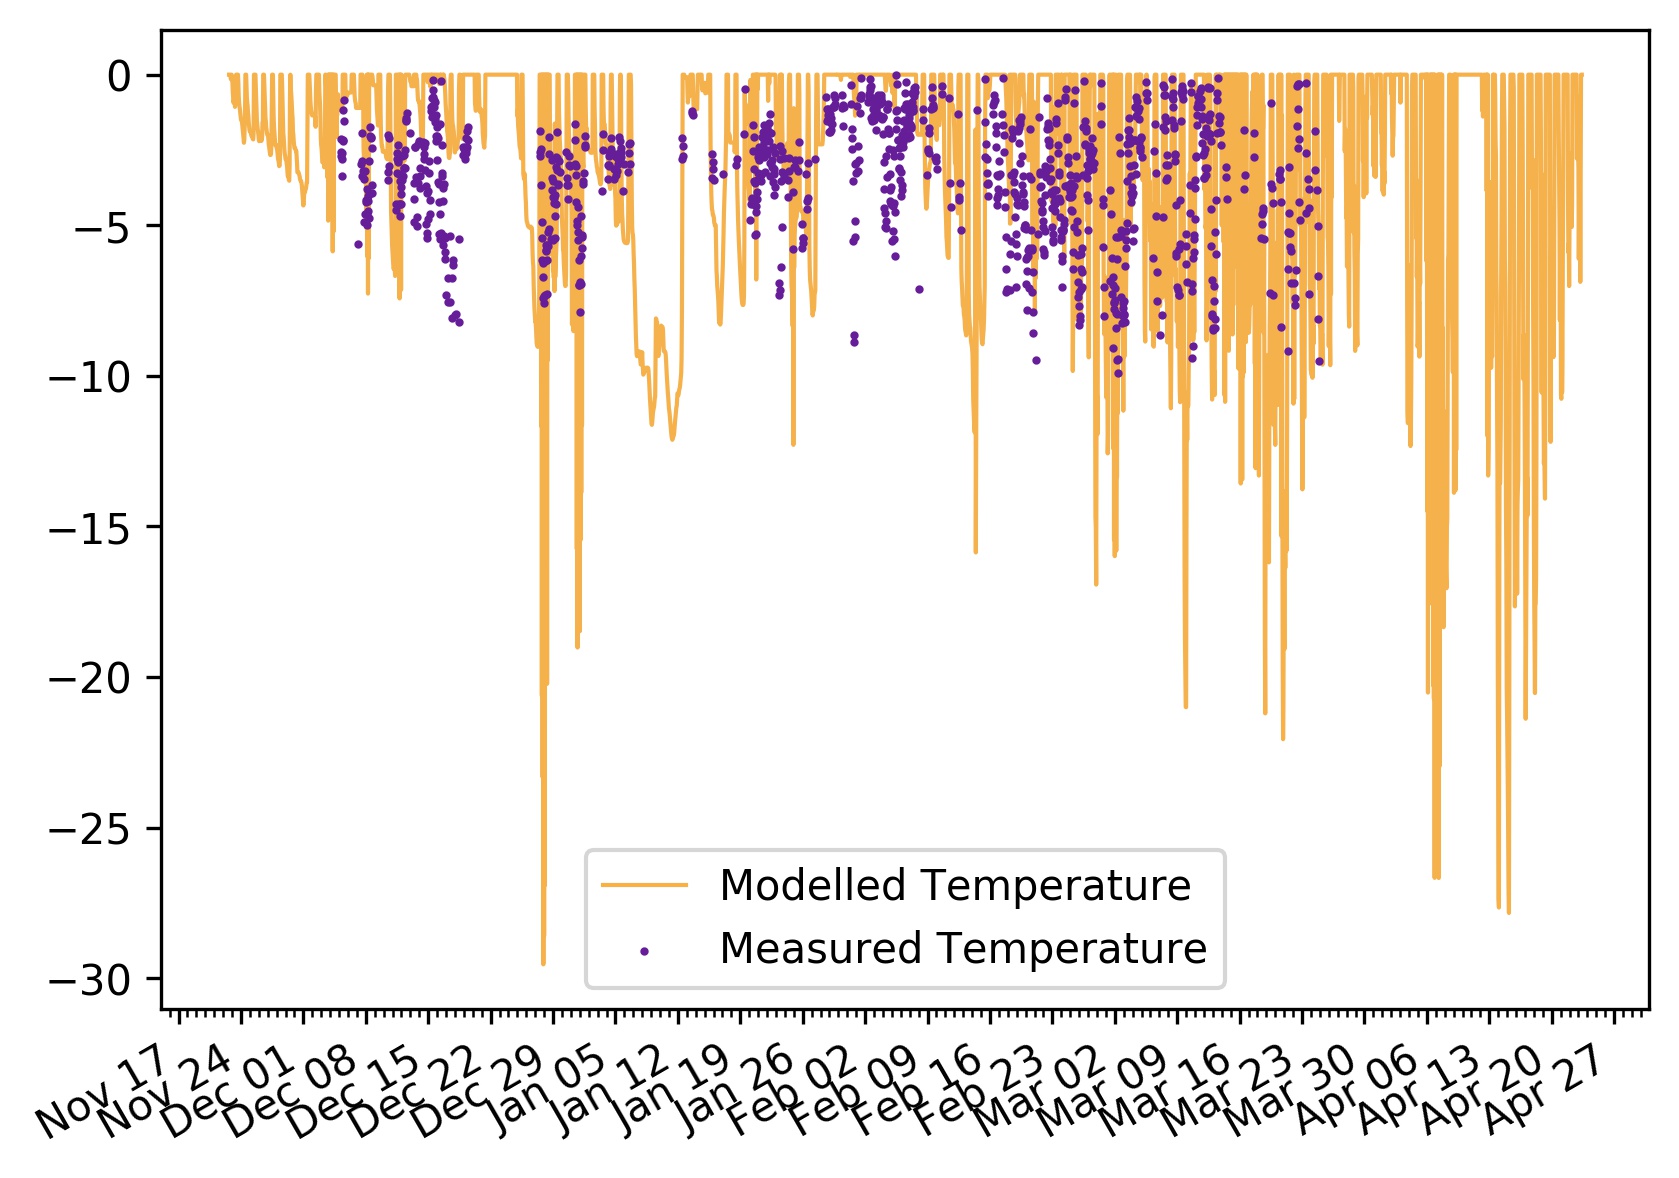 0
−5
−10
−15
−20
−25
−30
Modelled Temperature
Measured Temperature
Nov 17
Nov 24
Dec 01
Dec 08
Dec 15
Dec 22
Dec 29
Jan 05
Jan 12
Jan 19
Jan 26
Feb 02
Feb 09
Feb 16
Feb 23
Mar 02
Mar 09
Mar 16
Mar 23
Mar 30
Apr 06
Apr 13
Apr 20
Apr 27